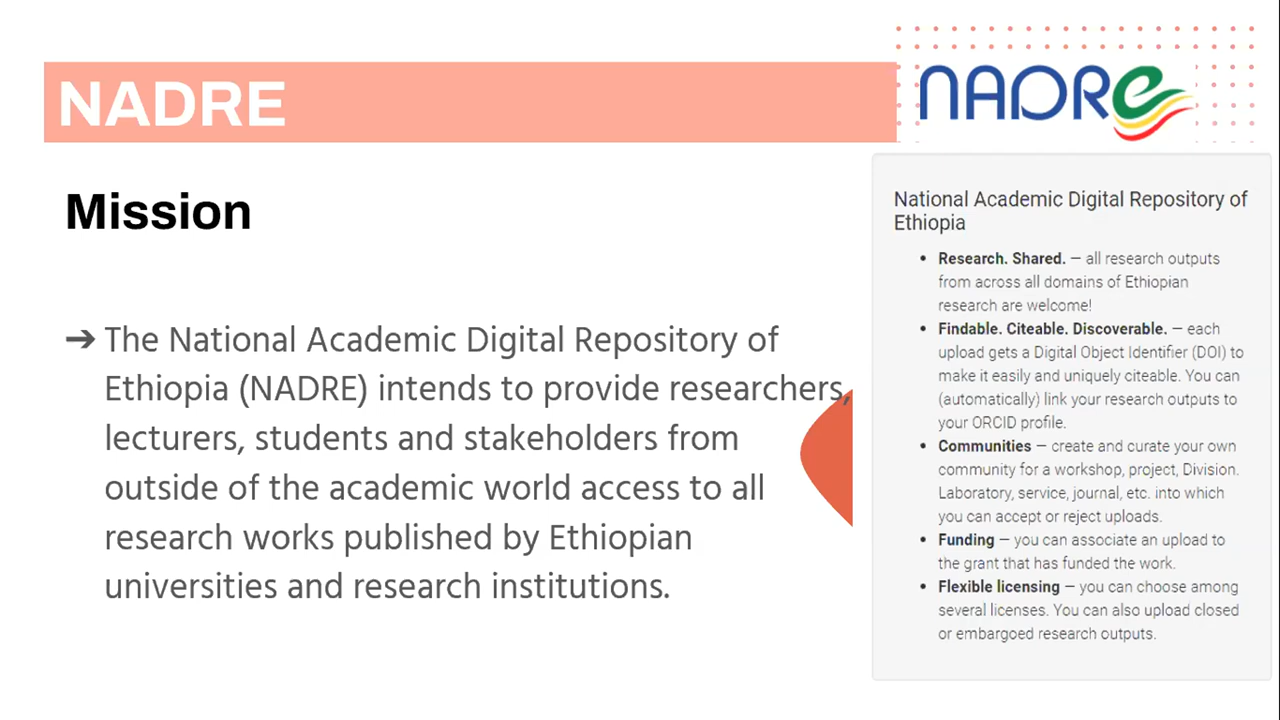 NADRE
NADRe
Mission
➔ The National Academic Digital Repository of
Ethiopia (NADRE) intends to provide researchers,
lecturers, students and stakeholders from
outside of the academic world access to all
research works published by Ethiopian
universities and research institutions.
National Academic Digital Repository of
Ethiopia
• Research. Shared. — all research outputs
from across all domains of Ethiopian
research are welcome!
• Findable. Citeable. Discoverable. — each
upload gets a Digital Object Identifier (DOI) to
make it easily and uniquely citeable. You can
(automatically) link your research outputs to
your ORCID profile.
• Communities — create and curate your own
community for a workshop, project, Division.
Laboratory, service, journal, etc. into which
you can accept or reject uploads.
• Funding — you can associate an upload to
the grant that has funded the work.
• Flexible licensing — you can choose among
several licenses. You can also upload closed
or embargoed research outputs.